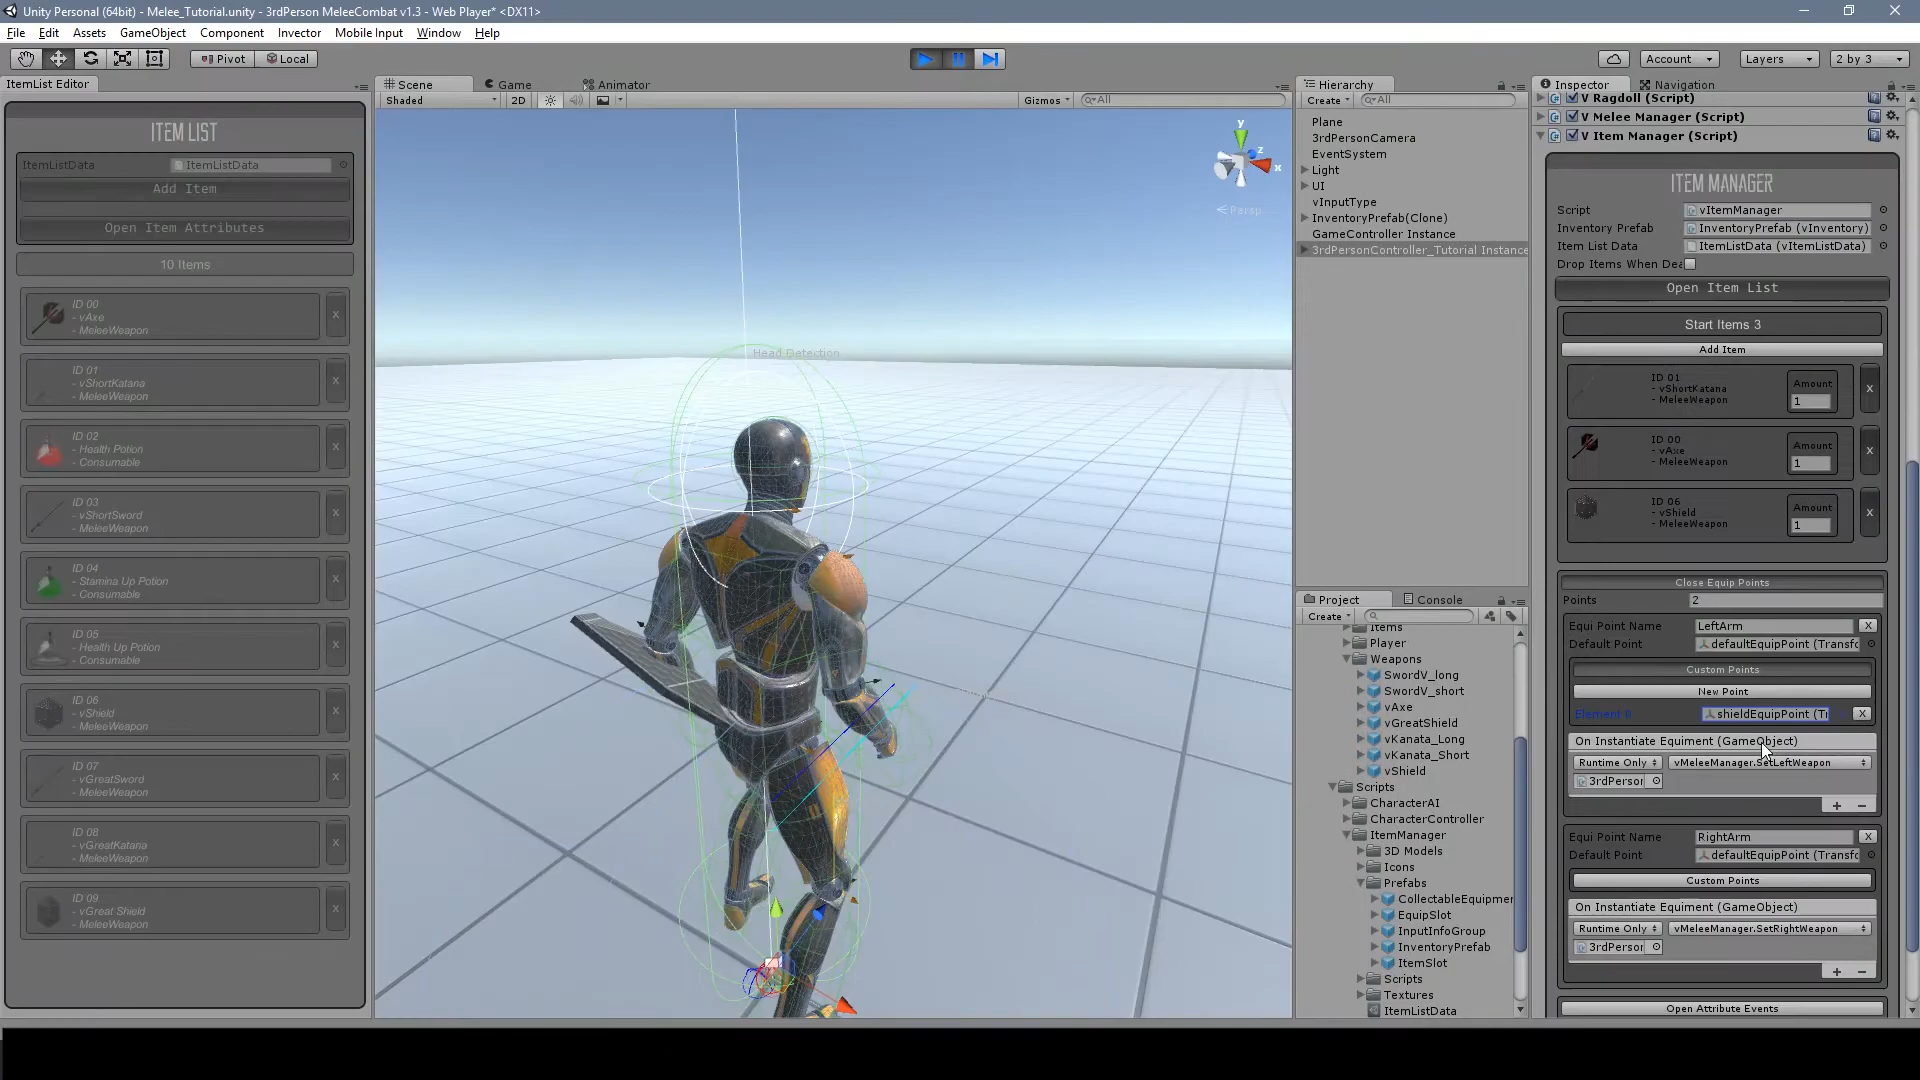 Unity Personal (64bit) - Melee_Tutorial.unity - 3rdPerson MeleeCombat v1.3 - Web Player* <DX11>
File Edit Assets GameObject Component Invector Mobile Input Window Help
Pivot Local Account Layers 2 by 3
ItemList Editor
ITEM LIST
ItemListData ItemListData
Add Item
Open Item Attributes
10 Items
ID 00
- vAxe
- MeleeWeapon
X
ID 01
- vShortKatana
- MeleeWeapon
X
ID 02
- Health Potion
- Consumable
X
ID 03
- vShortSword
- MeleeWeapon
X
ID 04
- Stamina Up Potion
- Consumable
X
ID 05
- Health Up Potion
- Consumable
X
ID 06
- vShield
- MeleeWeapon
X
ID 07
- vGreatSword
- MeleeWeapon
X
ID 08
- vGreatKatana
- MeleeWeapon
X
ID 09
- vGreat Shield
- MeleeWeapon
X
Scene Game Animator
Shaded 2D Gizmos All
y
z
x
Persp
Head Detection
Hierarchy
Create All
Plane
3rdPersonCamera
EventSystem
Light
UI
vInputType
InventoryPrefab(Clone)
GameController Instance
3rdPersonController_Tutorial Instance
Project Console
Create
Items
Player
Weapons
SwordV_long
SwordV_short
vAxe
vGreatShield
vKanata_Long
vKanata_Short
vShield
Scripts
CharacterAI
CharacterController
ItemManager
3D Models
Icons
Prefabs
CollectableEquipmen
EquipSlot
InputInfoGroup
InventoryPrefab
ItemSlot
Scripts
Textures
ItemListData
Inspector Navigation
V Ragdoll (Script)
V Melee Manager (Script)
V Item Manager (Script)
ITEM MANAGER
Script vItemManager
Inventory Prefab InventoryPrefab (vInventory)
Item List Data ItemListData (vItemListData)
Drop Items When Dea
Open Item List
Start Items 3
Add Item
ID 01
- vShortKatana
- MeleeWeapon
Amount
1
X
ID 00
- vAxe
- MeleeWeapon
Amount
1
X
ID 06
- vShield
- MeleeWeapon
Amount
1
X
Close Equip Points
Points 2
Equi Point Name LeftArm X
Default Point defaultEquipPoint (Transfo
Custom Points
New Point
Element 0 shieldEquipPoint (Tr X
On Instantiate Equiment (GameObject)
Runtime Only vMeleeManager.SetLeftWeapon
3rdPerson
+ −
Equi Point Name RightArm X
Default Point defaultEquipPoint (Transfo
Custom Points
On Instantiate Equiment (GameObject)
Runtime Only vMeleeManager.SetRightWeapon
3rdPerson
+ −
Open Attribute Events